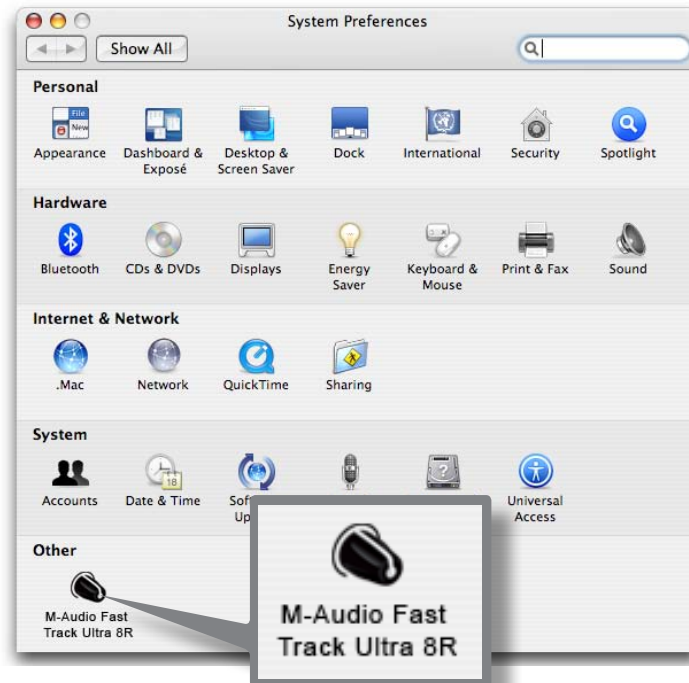 System Preferences
Show All
Personal
File
New
Appearance
Dashboard &
Exposé
Desktop &
Screen Saver
Dock
International
Security
Spotlight
Hardware
Bluetooth
CDs & DVDs
Displays
Energy
Saver
Keyboard &
Mouse
Print & Fax
Sound
Internet & Network
.Mac
Network
QuickTime
Sharing
System
18
?
Accounts
Date & Time
Universal
Access
Other
M-Audio Fast
Track Ultra 8R
M-Audio Fast
Track Ultra 8R